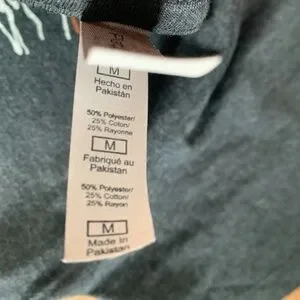 M
Hecho en
Pakistán
50% Polyester/
25% Coton/
25% Rayonne
M
Fabriqué au
Pakistan
50% Polyester/
25% Cotton/
25% Rayon
M
Made in
Pakistan